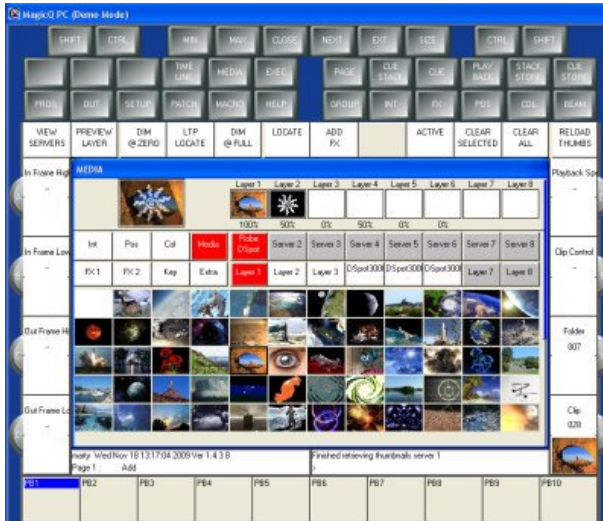 MagicQ PC (Demo Mode)
SHIFT CTRL MIN MAX CLOSE NEXT EXT SIZE CTRL SHIFT
TIME LINE MEDIA EXEC PAGE CUE STACK CUE PLAY BACK STACK STORE CUE STORE
PROG OUT SETUP PATCH MACRO HELP GROUP INT FX POS COL BEAM
VIEW SERVERS PREVIEW LAYER DIM @ ZERO LTP LOCATE DIM @ FULL LOCATE ADD FX ACTIVE CLEAR SELECTED CLEAR ALL RELOAD THUMBS
In Frame High MEDIA Playback Spe
Layer 1 Layer 2 Layer 3 Layer 4 Layer 5 Layer 6 Layer 7 Layer 8
100% 50% 0% 50% 0% 0%
In Frame Low Int Pos Col Media Robe DSpot Server 2 Server 3 Server 4 Server 5 Server 6 Server 7 Server 8 Clip Control
FX 1 FX 2 Key Extra Layer 1 Layer 2 Layer 3 DSpot300 DSpot300 DSpot300 Layer 7 Layer 8
Out Frame Hi Folder
007
Out Frame Lo Clip
028
marty Wed Nov 18 13:17:04 2009 Ver 1.4.3.8 Finished retrieving thumbnails server 1
Page 1 Add >
PB1 PB2 PB3 PB4 PB5 PB6 PB7 PB8 PB9 PB10